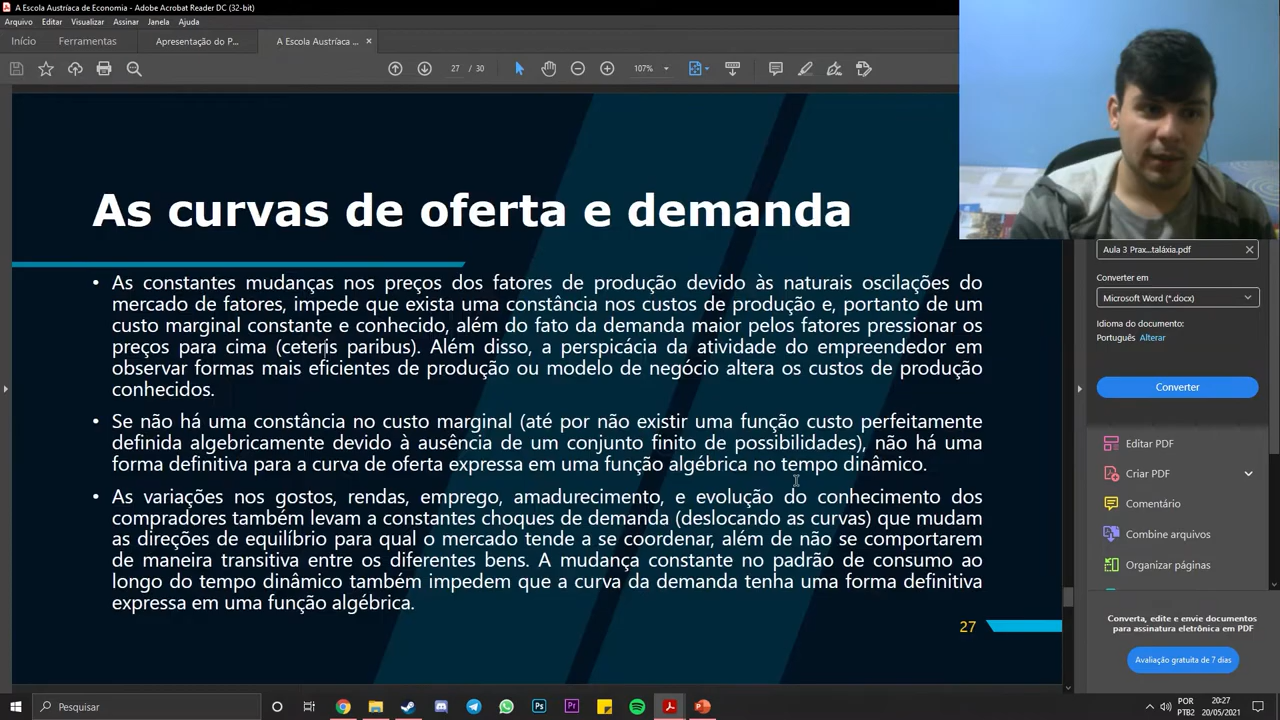 A Escola Austríaca de Economia - Adobe Acrobat Reader DC (32-bit)
Arquivo Editar Visualizar Assinar Janela Ajuda
Início Ferramentas Apresentação do P... A Escola Austríaca ...
27 / 30 107%
As curvas de oferta e demanda
• As constantes mudanças nos preços dos fatores de produção devido às naturais oscilações do
mercado de fatores, impede que exista uma constância nos custos de produção e, portanto de um
custo marginal constante e conhecido, além do fato da demanda maior pelos fatores pressionar os
preços para cima (ceteris paribus). Além disso, a perspicácia da atividade do empreendedor em
observar formas mais eficientes de produção ou modelo de negócio altera os custos de produção
conhecidos.
• Se não há uma constância no custo marginal (até por não existir uma função custo perfeitamente
definida algebricamente devido à ausência de um conjunto finito de possibilidades), não há uma
forma definitiva para a curva de oferta expressa em uma função algébrica no tempo dinâmico.
• As variações nos gostos, rendas, emprego, amadurecimento, e evolução do conhecimento dos
compradores também levam a constantes choques de demanda (deslocando as curvas) que mudam
as direções de equilíbrio para qual o mercado tende a se coordenar, além de não se comportarem
de maneira transitiva entre os diferentes bens. A mudança constante no padrão de consumo ao
longo do tempo dinâmico também impedem que a curva da demanda tenha uma forma definitiva
expressa em uma função algébrica.
27
Aula 3 Prax...taláxia.pdf
Converter em
Microsoft Word (*.docx)
Idioma do documento:
Português Alterar
Converter
Editar PDF
Criar PDF
Comentário
Combine arquivos
Organizar páginas
Converta, edite e envie documentos
para assinatura eletrônica em PDF
Avaliação gratuita de 7 dias
Pesquisar
POR
PTB2
20:27
20/05/2021